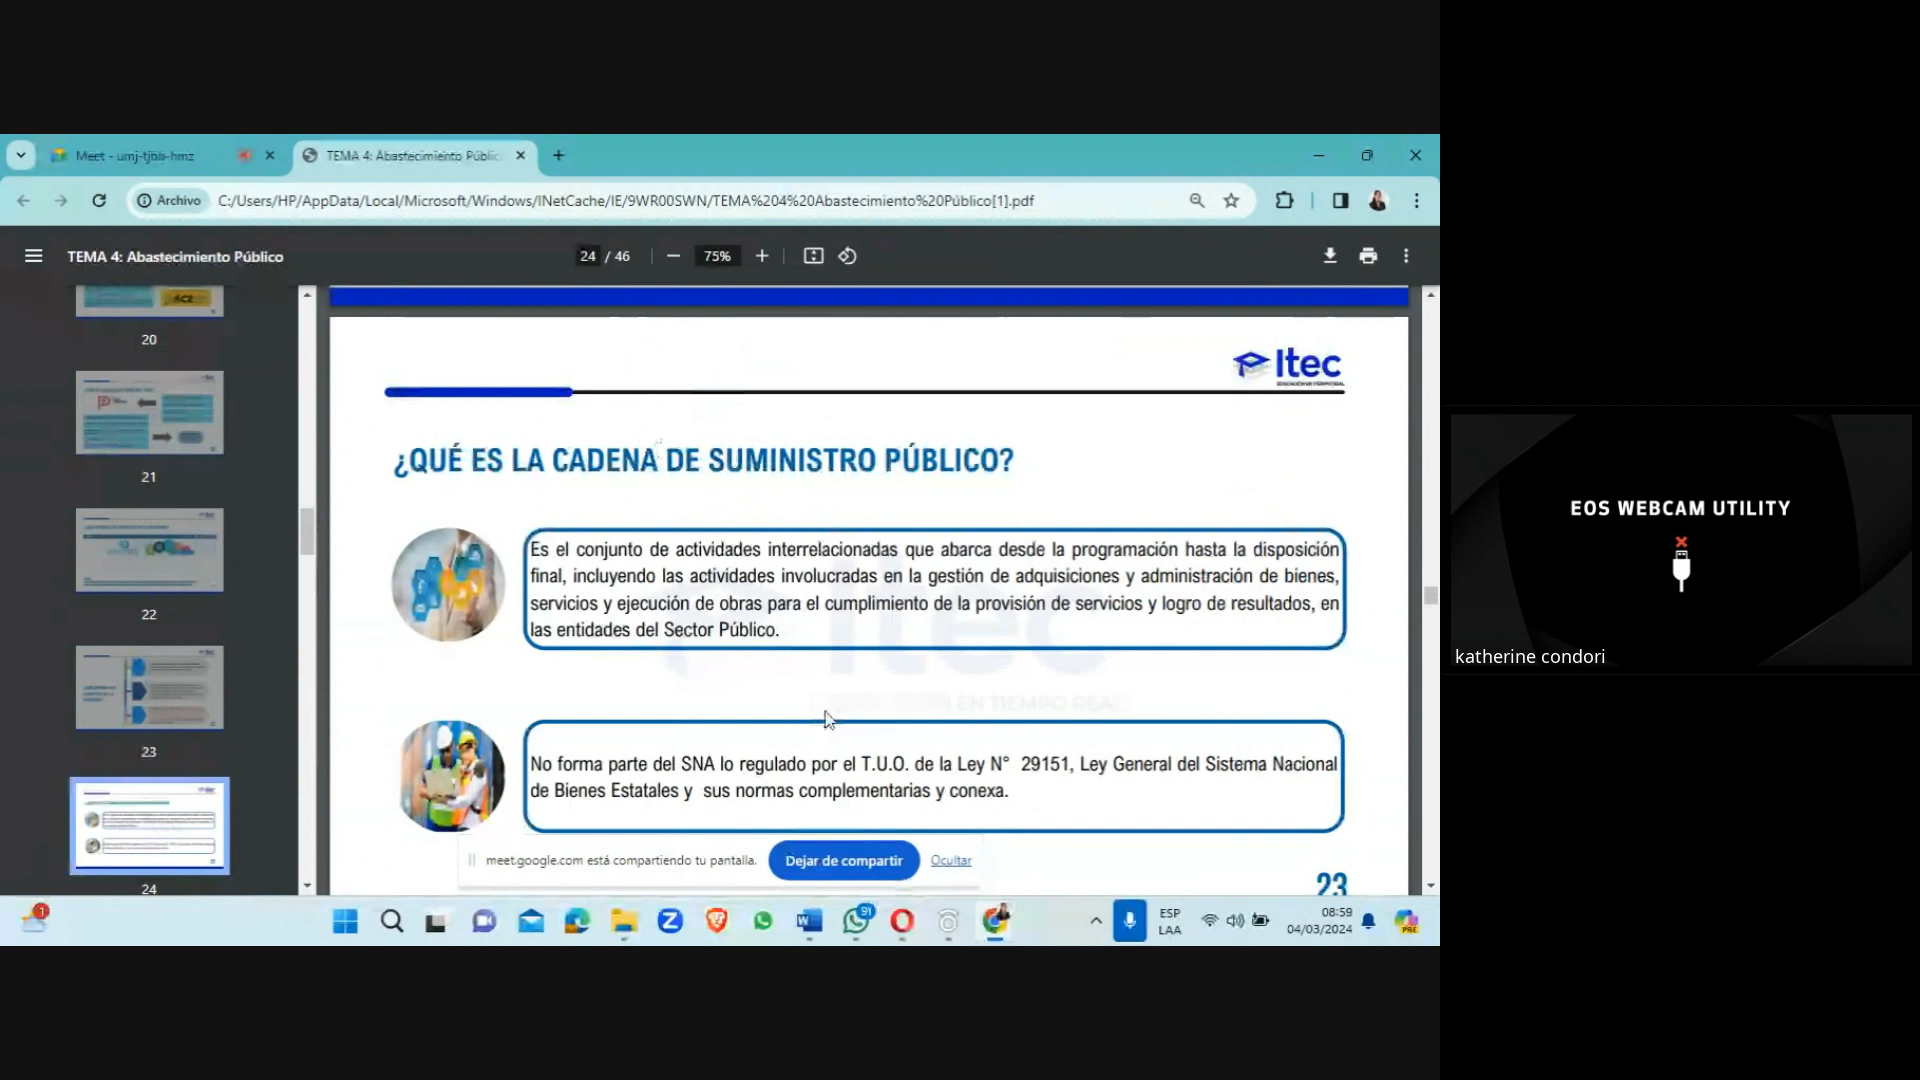 Meet - umj-tjbb-hmz
TEMA 4: Abastecimiento Públic
Archivo
C:/Users/HP/AppData/Local/Microsoft/Windows/INetCache/IE/9WR00SWN/TEMA%204%20Abastecimiento%20Público[1].pdf
TEMA 4: Abastecimiento Público
24 / 46
75%
20
21
22
23
24
Itec
¿QUÉ ES LA CADENA DE SUMINISTRO PÚBLICO?
Es el conjunto de actividades interrelacionadas que abarca desde la programación hasta la disposición
final, incluyendo las actividades involucradas en la gestión de adquisiciones y administración de bienes,
servicios y ejecución de obras para el cumplimiento de la provisión de servicios y logro de resultados, en
las entidades del Sector Público.
Itec
EN TIEMPO REAL
No forma parte del SNA lo regulado por el T.U.O. de la Ley N° 29151, Ley General del Sistema Nacional
de Bienes Estatales y sus normas complementarias y conexa.
23
meet.google.com está compartiendo tu pantalla.
Dejar de compartir
Ocultar
1
91
ESP
LAA
08:59
04/03/2024
PRE
EOS WEBCAM UTILITY
katherine condori